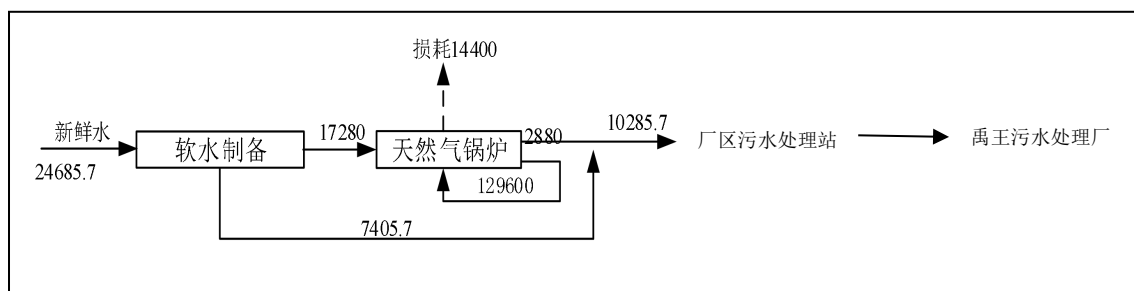 损耗14400
新鲜水
24685.7
软水制备
17280
天然气锅炉
2880
10285.7
厂区污水处理站
禹王污水处理厂
129600
7405.7